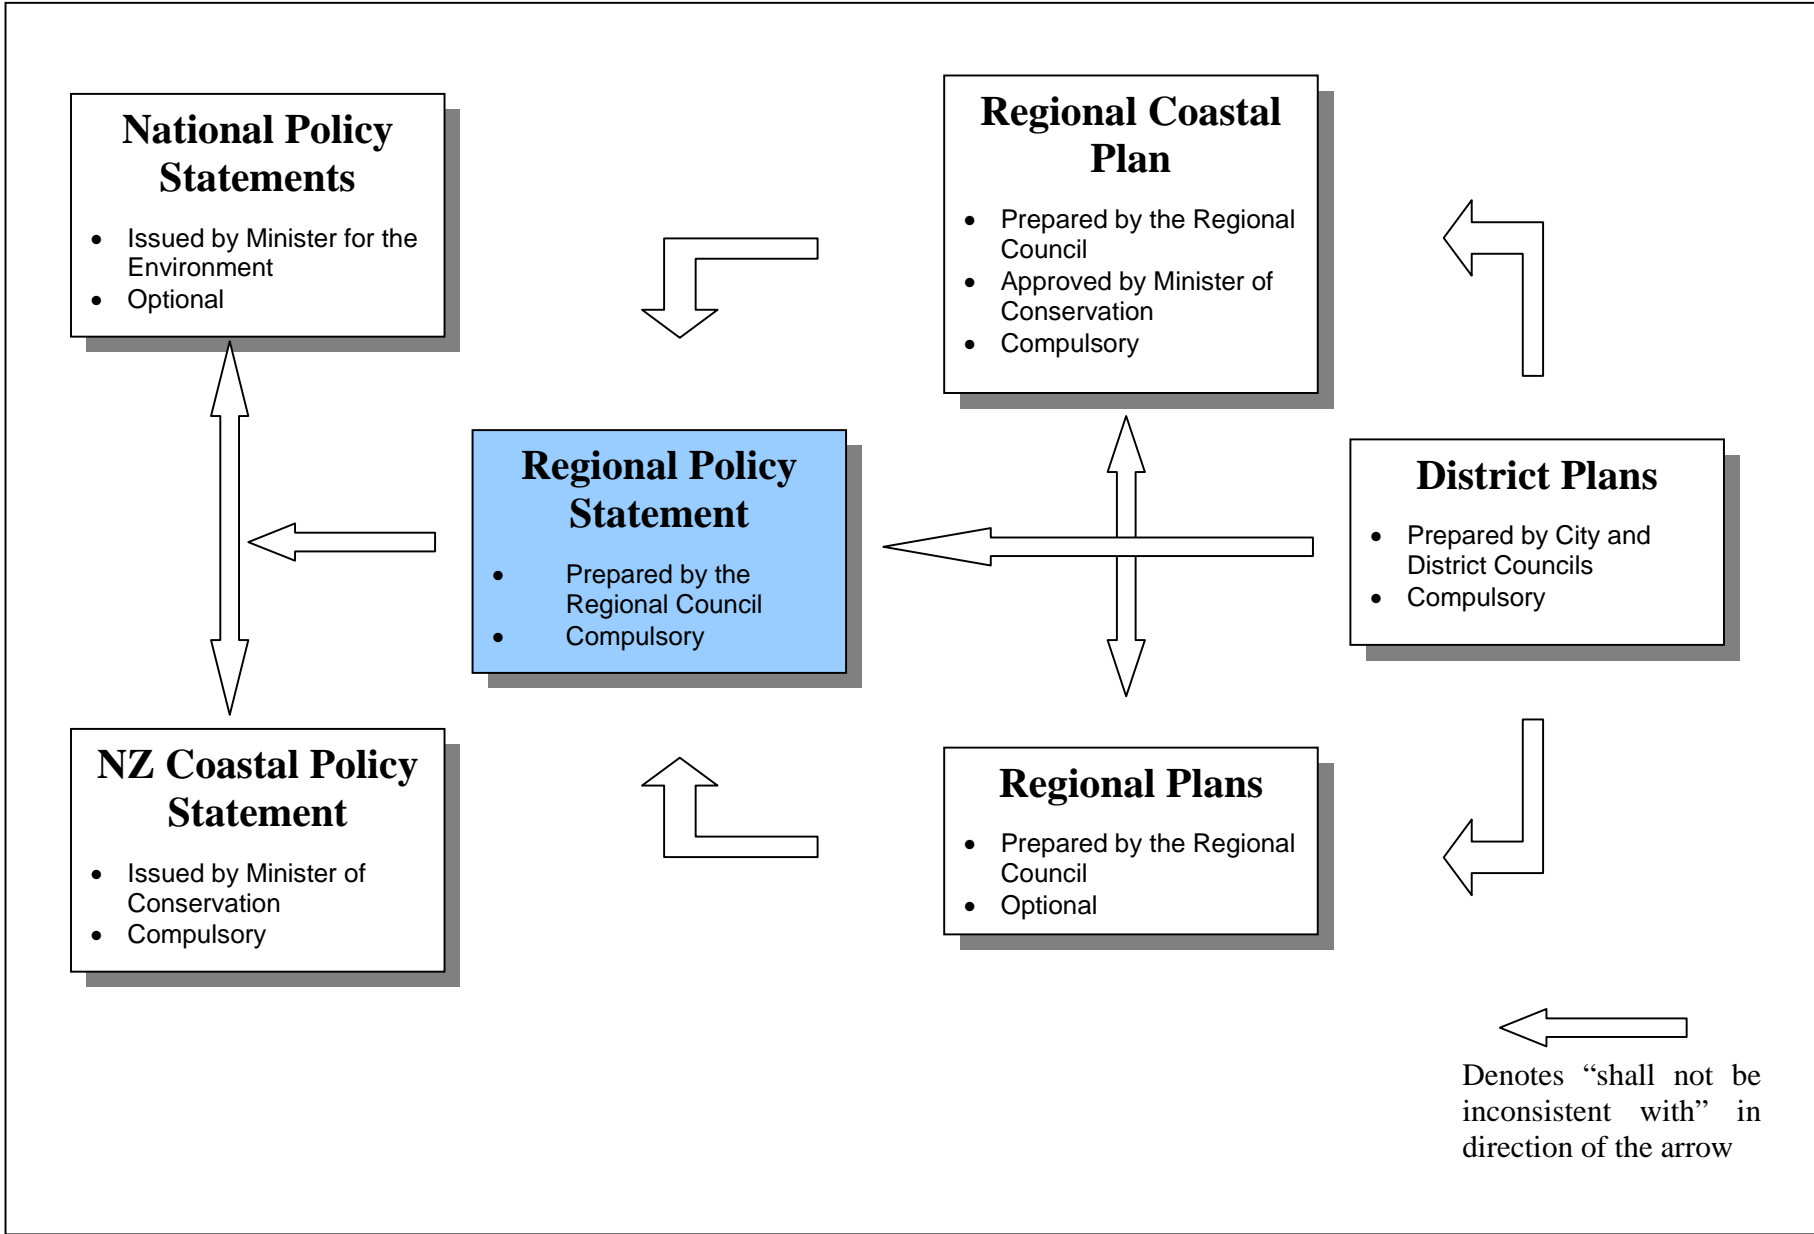 National Policy
Statements
• Issued by Minister for the
Environment
• Optional
Regional Coastal
Plan
• Prepared by the Regional
Council
• Approved by Minister of
Conservation
• Compulsory
Regional Policy
Statement
• Prepared by the
Regional Council
• Compulsory
District Plans
• Prepared by City and
District Councils
• Compulsory
NZ Coastal Policy
Statement
• Issued by Minister of
Conservation
• Compulsory
Regional Plans
• Prepared by the Regional
Council
• Optional
Denotes “shall not be
inconsistent with” in
direction of the arrow